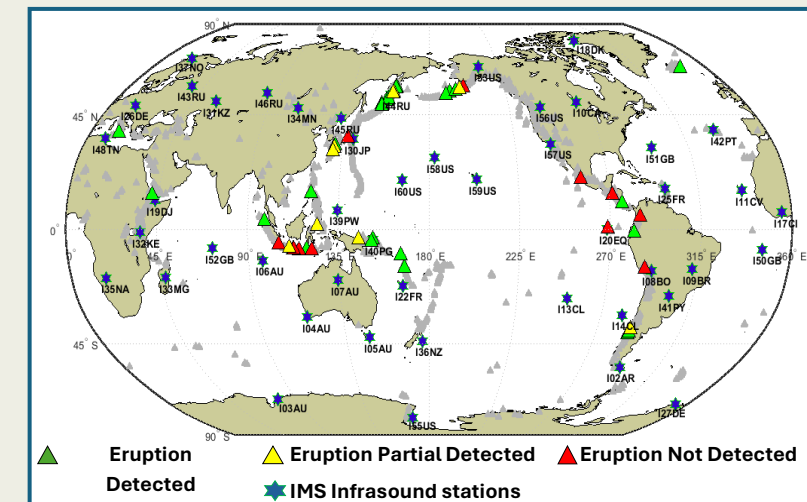 90° N
I18DK
I37NO
I53US
I43RU
I46RU
I31KZ
I44RU
I26DE
I34MN
I56US
I10CA
45° N
I45RU
I42PT
I48TN
I30JP
I57US
I51GB
I58US
I60US
I59US
I25FR
I11CV
I19DJ
I39PW
I17CI
0°
I32KE
I20EQ
I40PG
I52GB
I50GB
45° E
90° E
135° E
180° E
225° E
270° E
315° E
360° E
I06AU
I35NA
I33MG
I07AU
I22FR
I08BO
I09BR
I13CL
I41PY
I04AU
I14CL
I05AU
I36NZ
45° S
I02AR
I03AU
I27DE
I55US
90° S
Eruption Detected
Eruption Partial Detected
Eruption Not Detected
IMS Infrasound stations